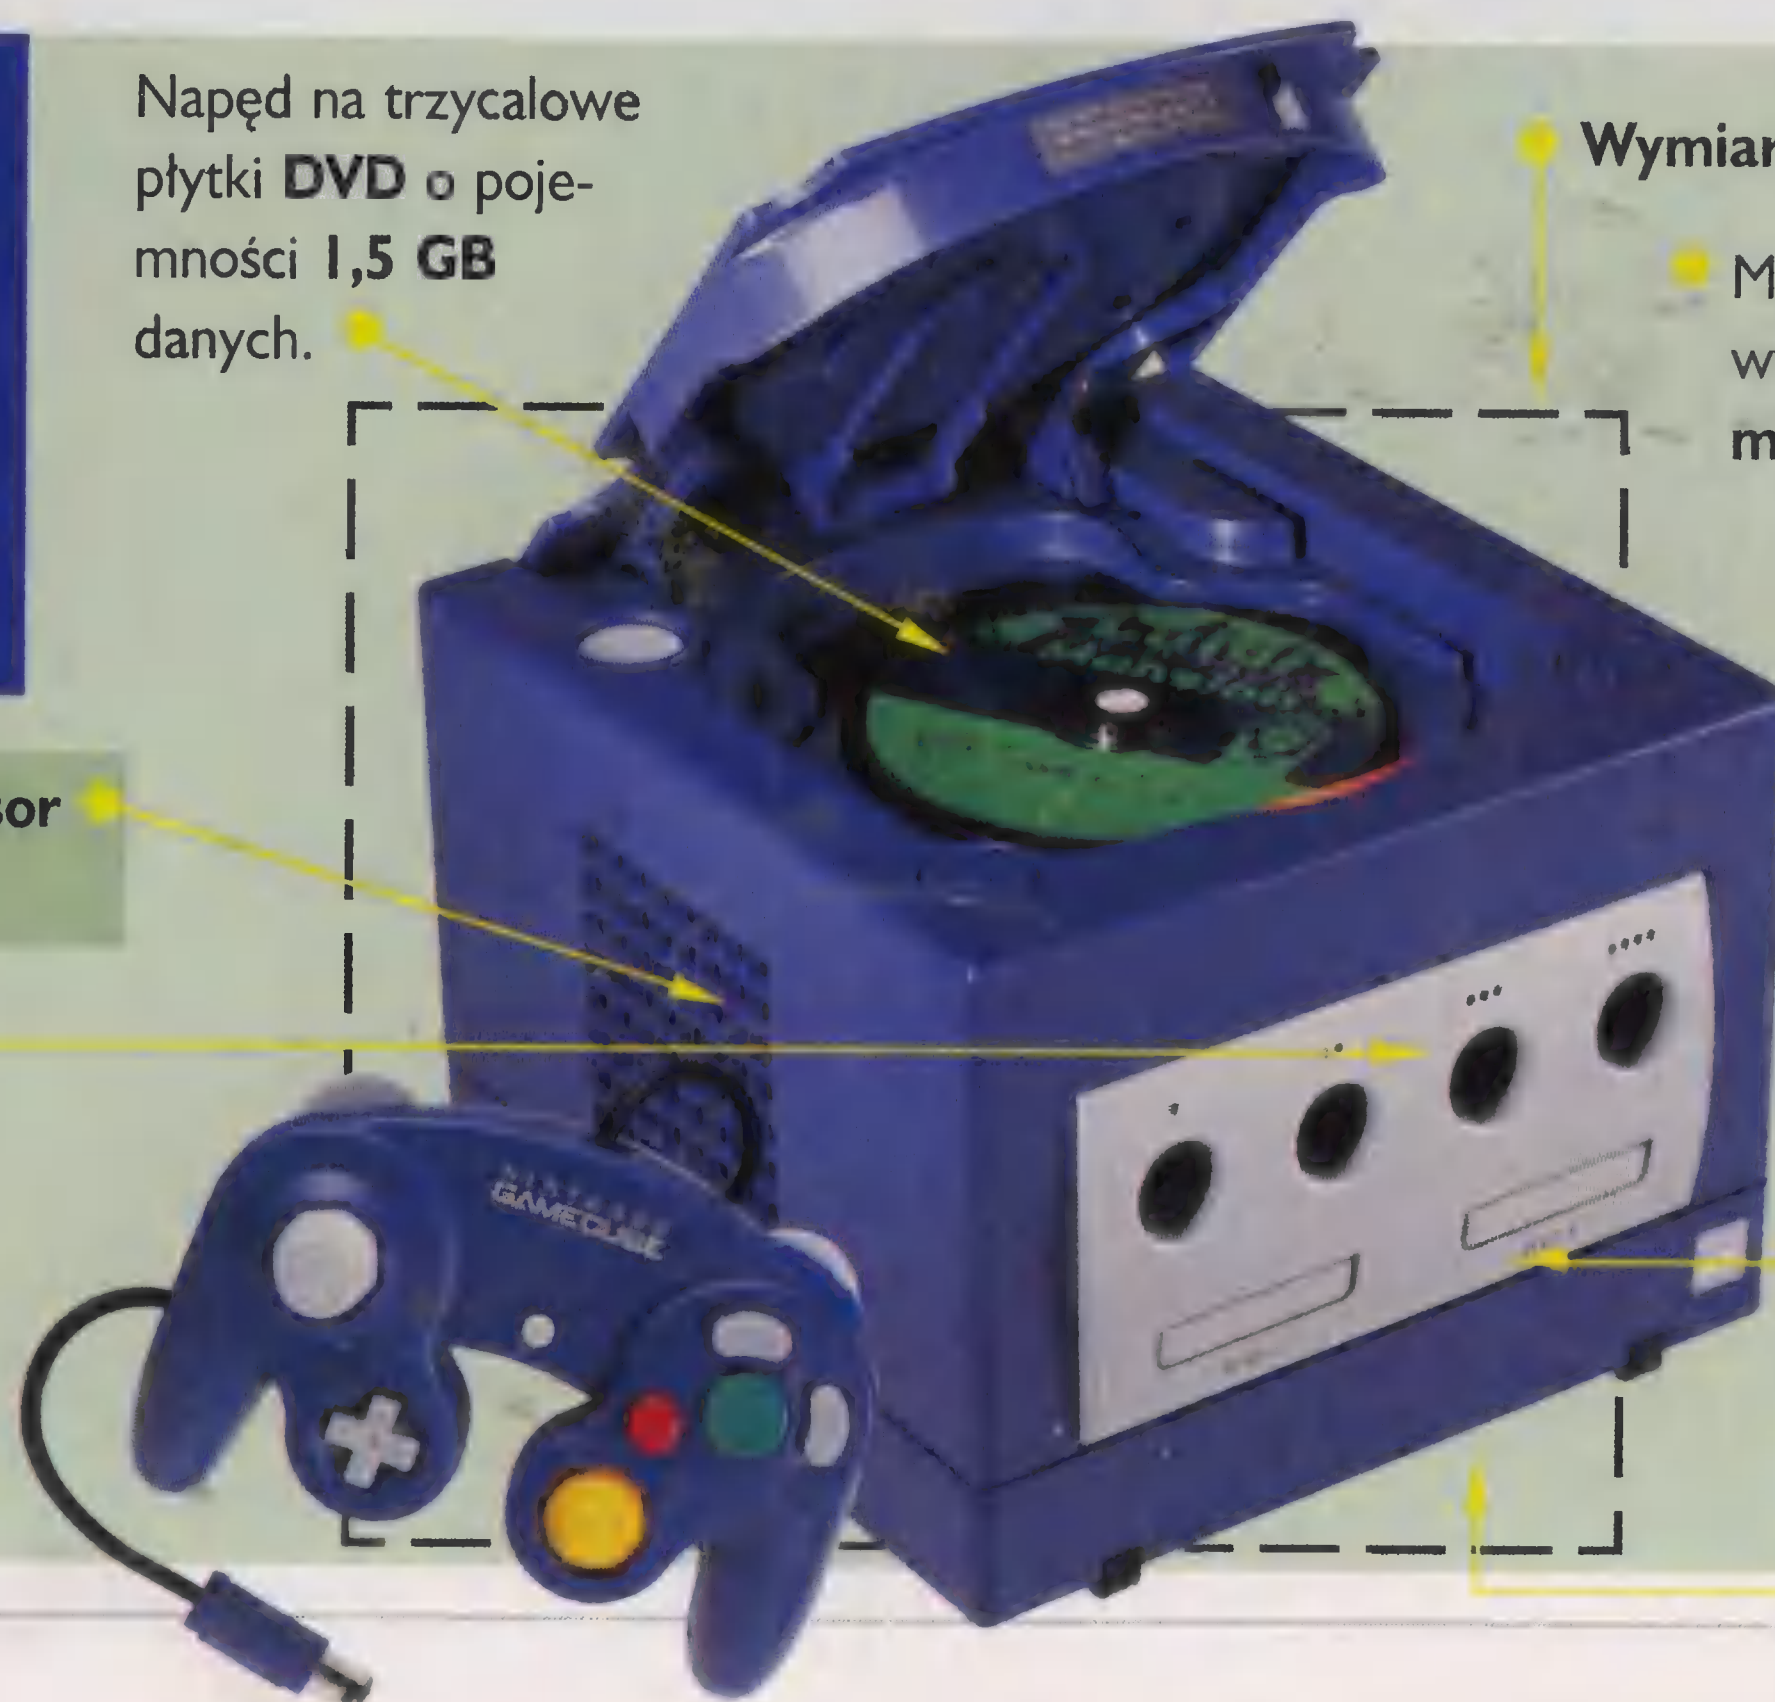 Napęd na trzycalowe
płytki DVD o poje-
mności 1,5 GB
danych.
Wymiar
M
w
m
sor
GAMECUBE